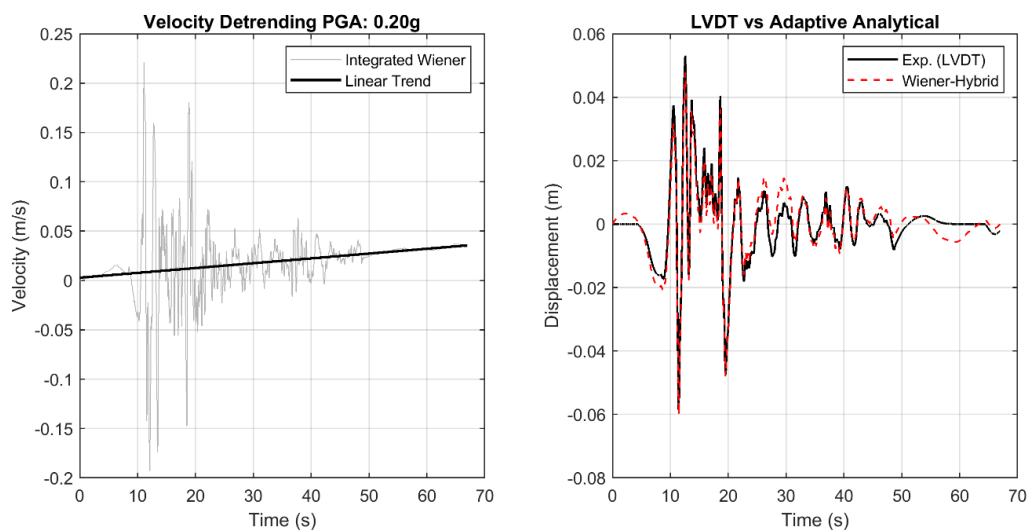 Velocity Detrending PGA: 0.20g
Integrated Wiener
Linear Trend
0.25
0.2
0.15
0.1
0.05
0
-0.05
-0.1
-0.15
-0.2
Velocity (m/s)
0 10 20 30 40 50 60 70
Time (s)
LVDT vs Adaptive Analytical
Exp. (LVDT)
Wiener-Hybrid
0.06
0.04
0.02
0
-0.02
-0.04
-0.06
-0.08
Displacement (m)
0 10 20 30 40 50 60 70
Time (s)